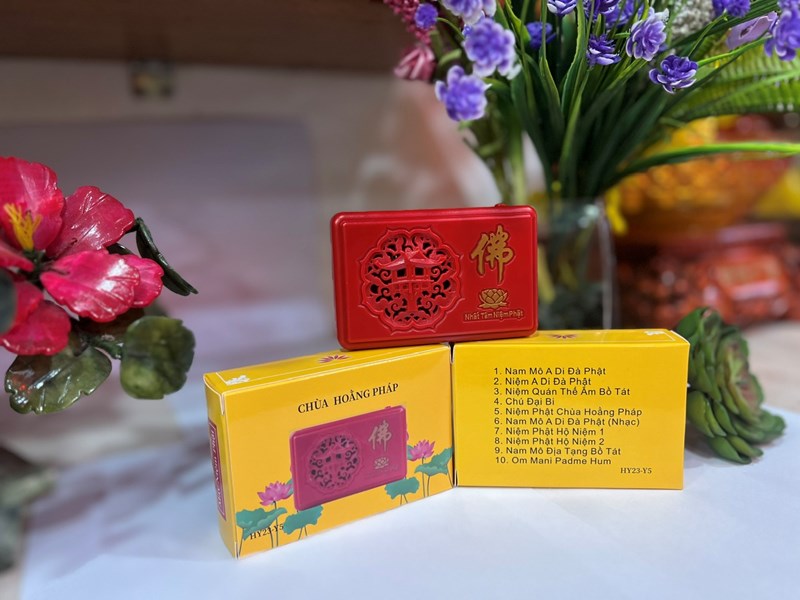 佛
Nhất Tâm Niệm Phật
CHÙA HOẰNG PHÁP
佛
HY23-Y5
1. Nam Mô A Di Đà Phật
2. Niệm A Di Đà Phật
3. Niệm Quán Thế Âm Bồ Tát
4. Chú Đại Bi
5. Niệm Phật Chùa Hoằng Pháp
6. Nam Mô A Di Đà Phật (Nhạc)
7. Niệm Phật Hộ Niệm 1
8. Niệm Phật Hộ Niệm 2
9. Nam Mô Địa Tạng Bồ Tát
10. Om Mani Padme Hum
HY23-Y5